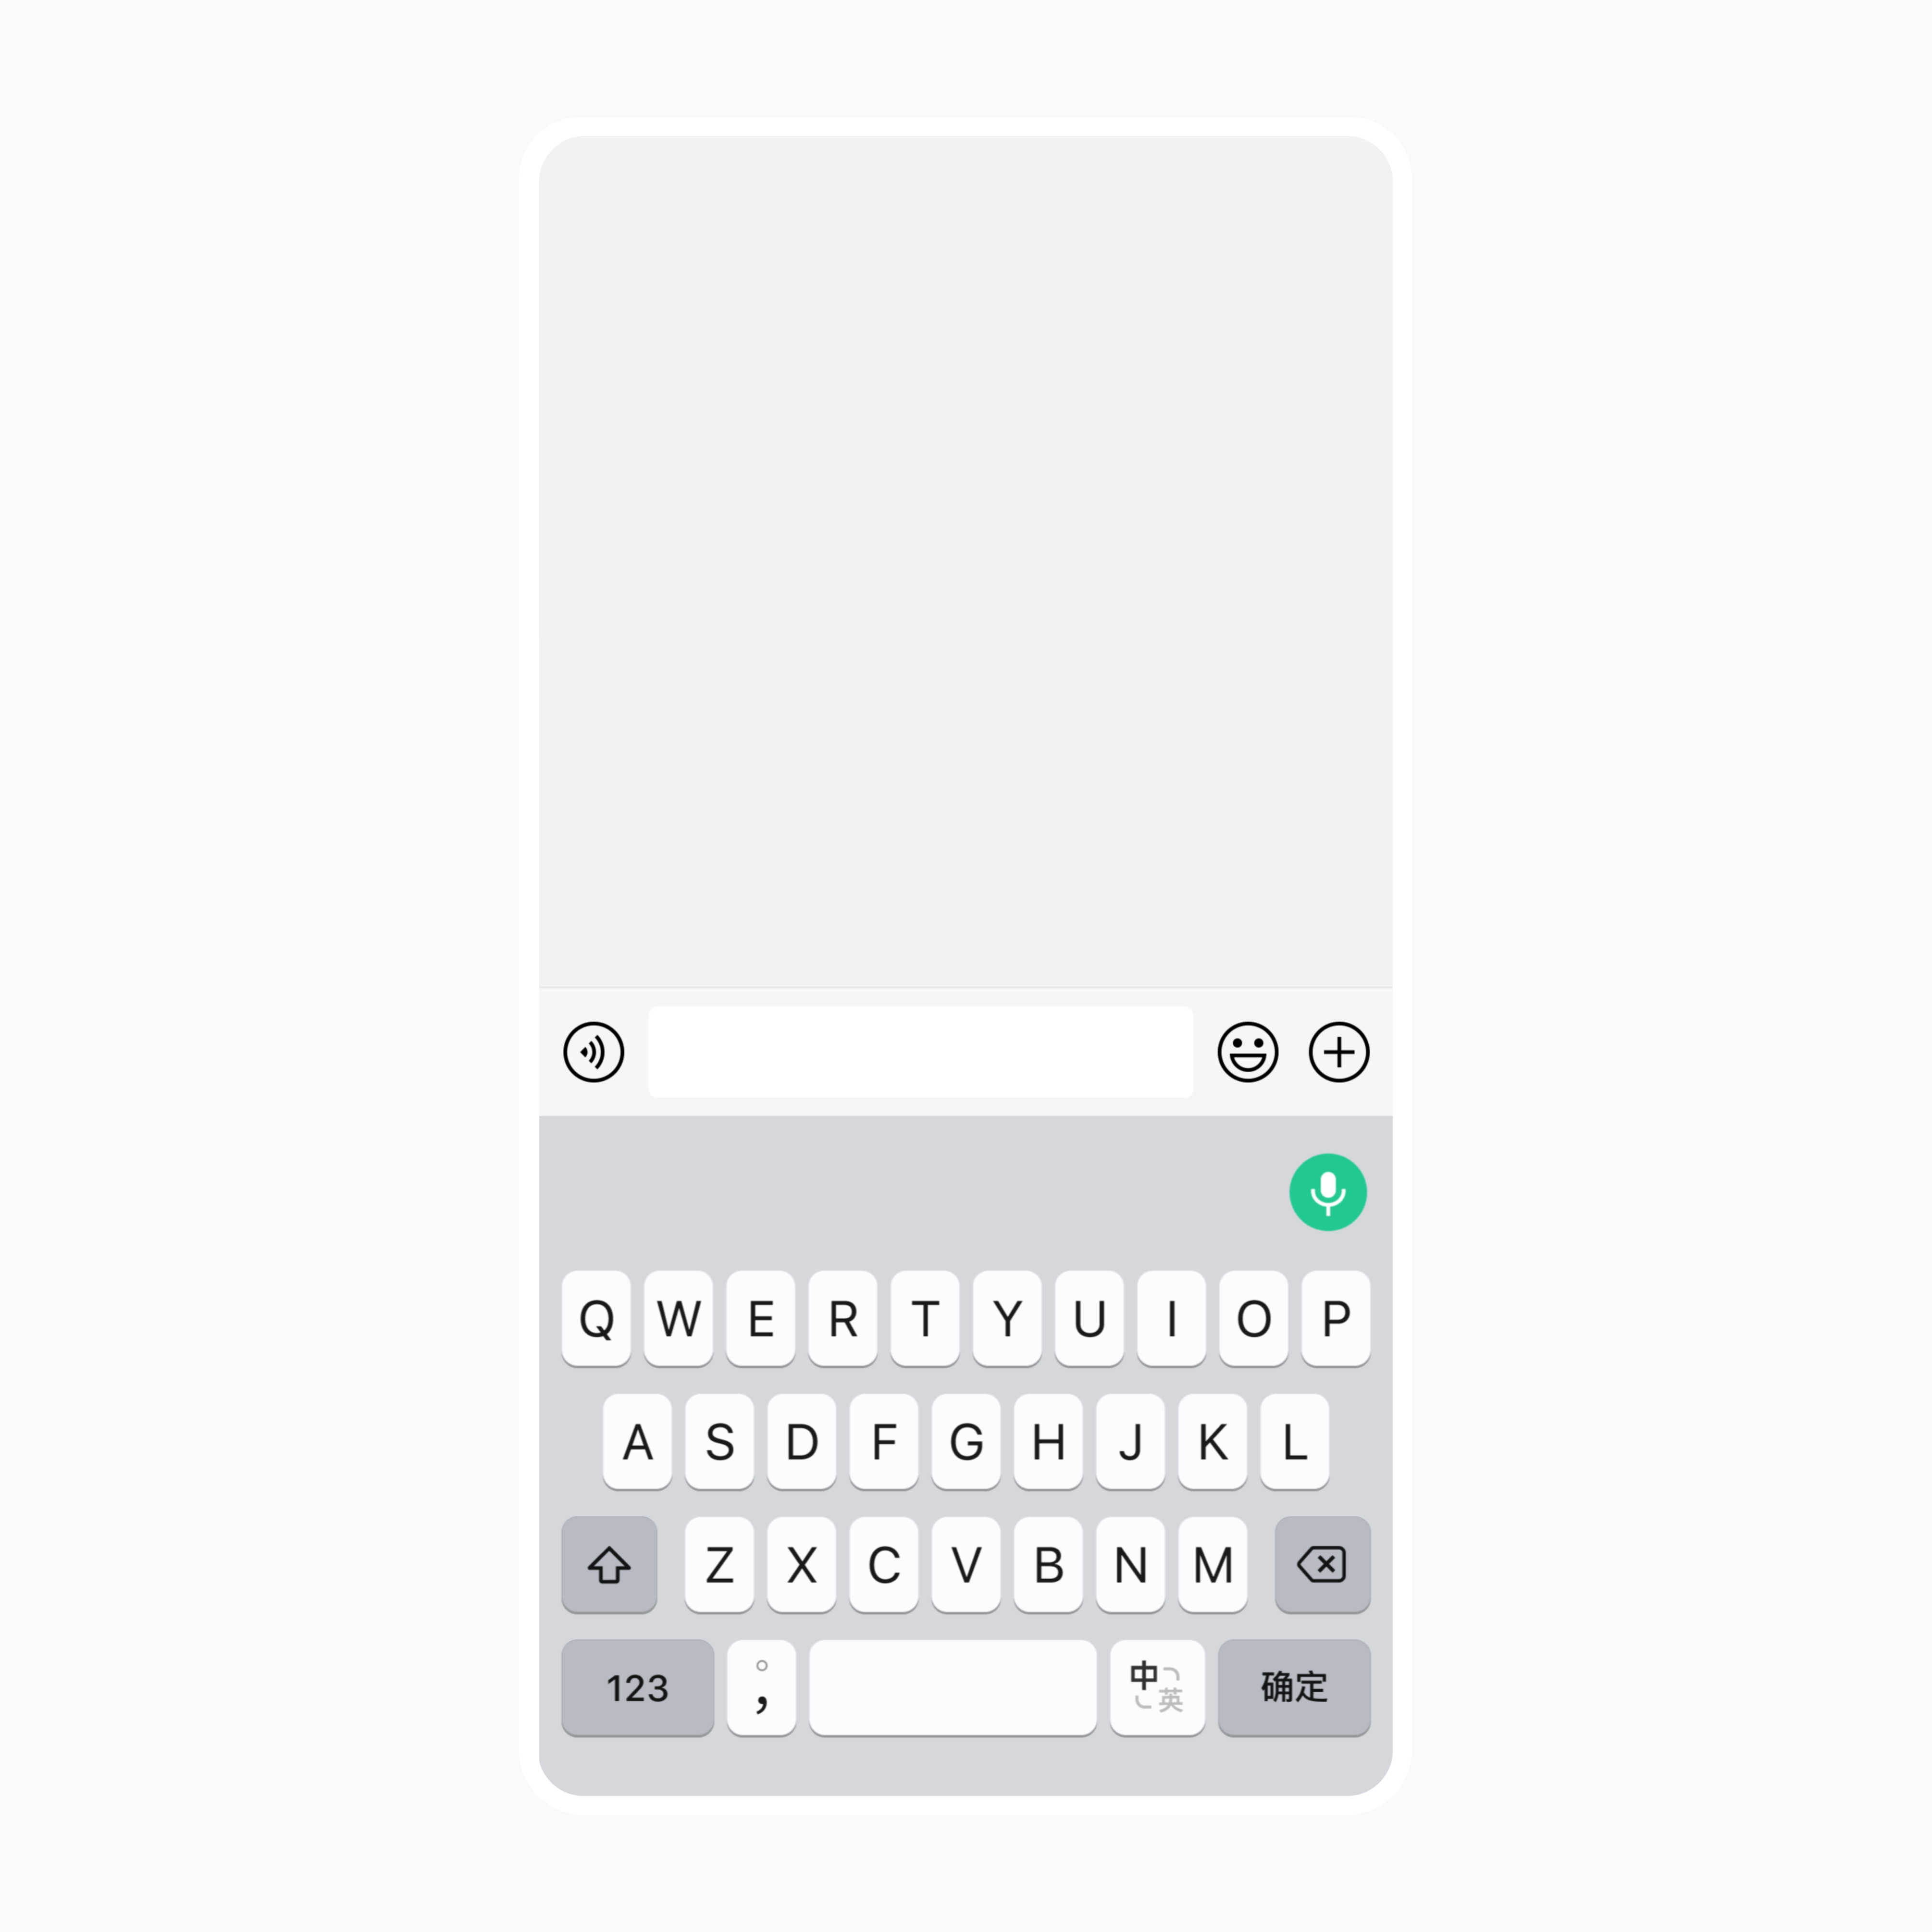 Q W E R T Y U I O P
A S D F G H J K L
Z X C V B N M
123 。 , 中 英 确定